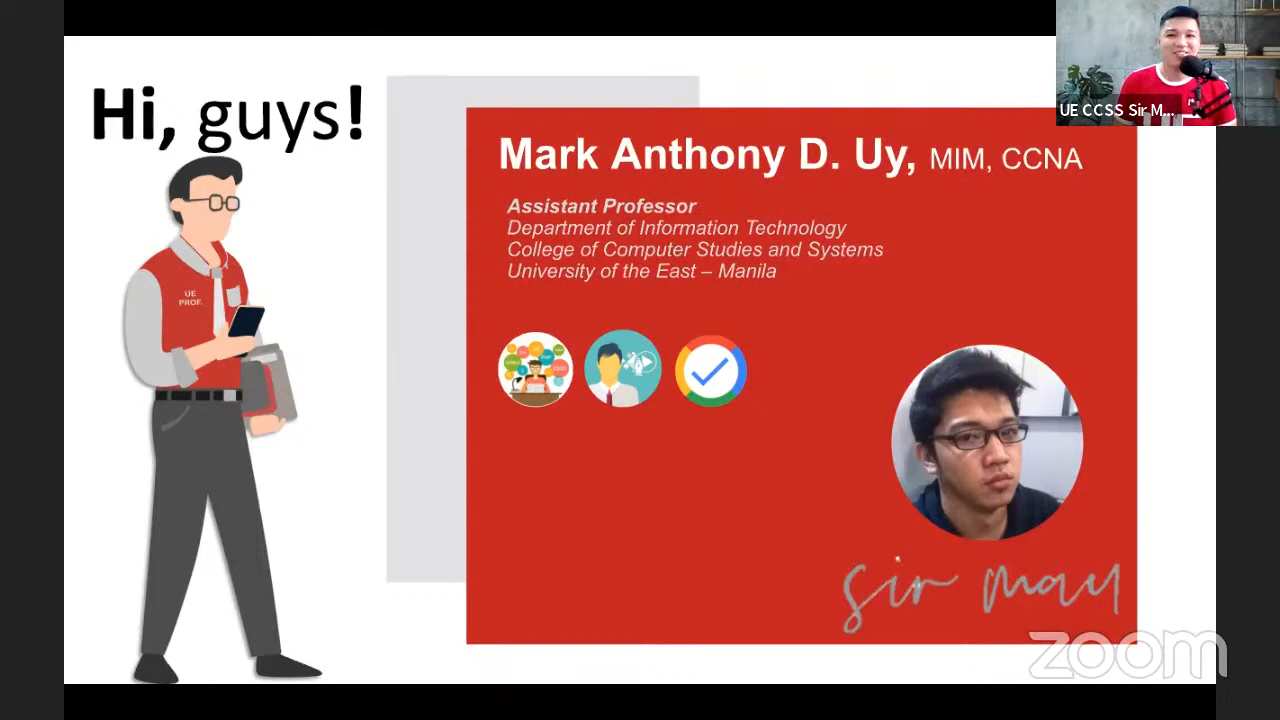 Hi, guys!
UE CCSS Sir M...
Mark Anthony D. Uy, MIM, CCNA
Assistant Professor
Department of Information Technology
College of Computer Studies and Systems
University of the East – Manila
UE
PROF.
sir mau
zoom